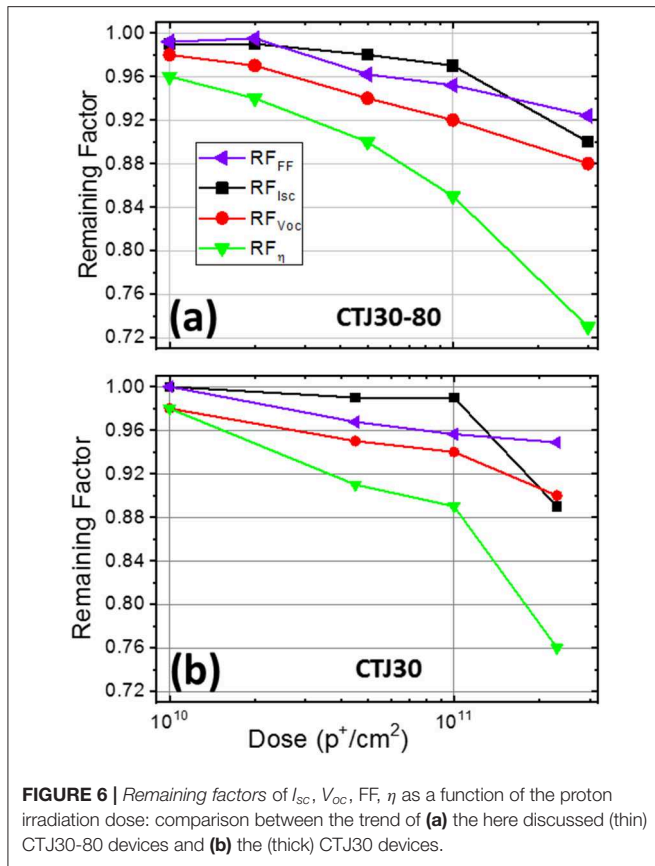 1.00
0.96
0.92
0.88
0.84
0.80
0.76
0.72
Remaining Factor
RF_FF
RF_Isc
RF_Voc
RF_η
(a)
CTJ30-80
1.00
0.96
0.92
0.88
0.84
0.80
0.76
0.72
Remaining Factor
(b)
CTJ30
10^10
10^11
Dose (p^+/cm^2)
FIGURE 6 | Remaining factors of I_sc, V_oc, FF, η as a function of the proton
irradiation dose: comparison between the trend of (a) the here discussed (thin)
CTJ30-80 devices and (b) the (thick) CTJ30 devices.